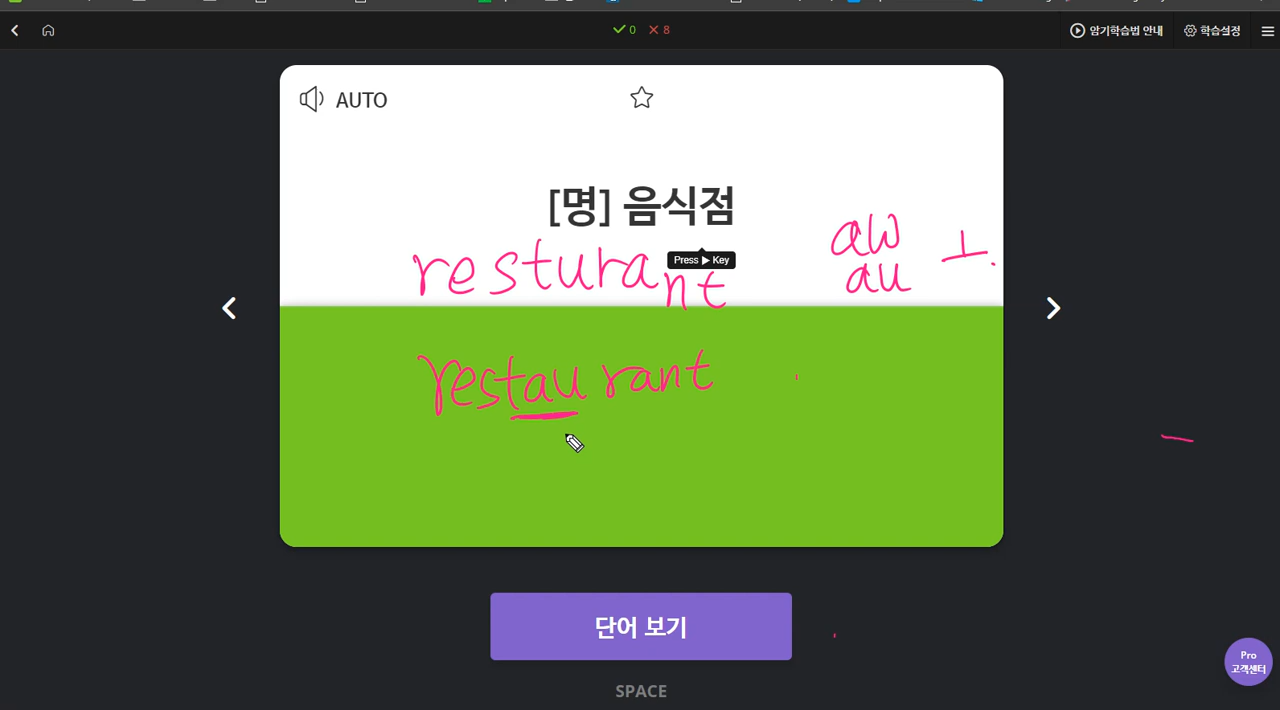 0 8 암기학습법 안내 학습설정
AUTO
[명] 음식점
Press ▶ Key
resturant
aw
au
ㅗ
restaurant
단어 보기
SPACE
Pro
고객센터